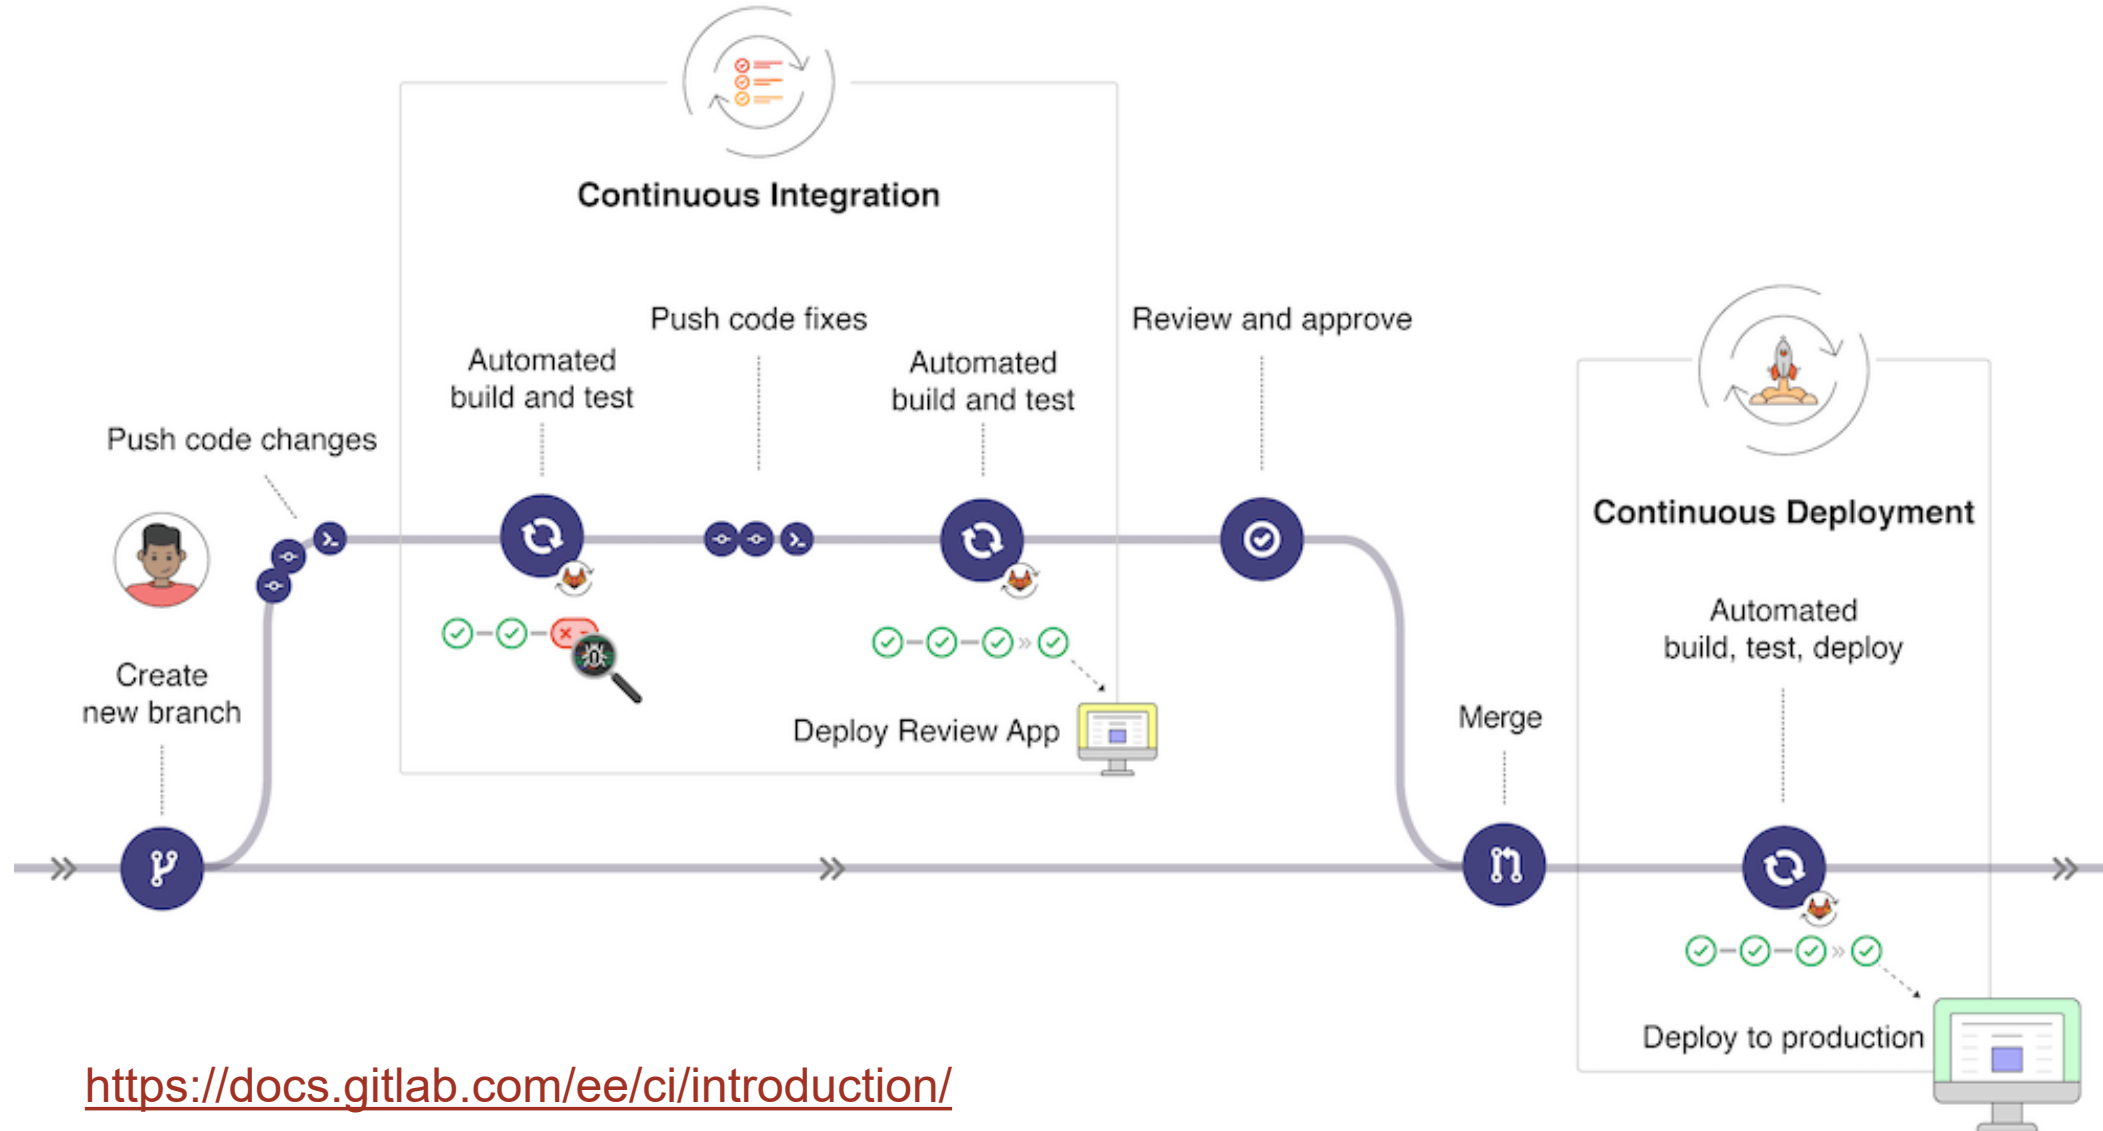 Continuous Integration
Push code fixes
Review and approve
Automated
build and test
Automated
build and test
Push code changes
Continuous Deployment
Automated
build, test, deploy
Create
new branch
Merge
Deploy Review App
Deploy to production
https://docs.gitlab.com/ee/ci/introduction/